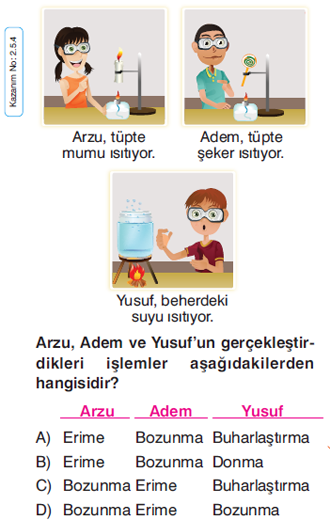 Kazanım No: 2.5.4
Arzu, tüpte
mumu ısıtıyor.
Adem, tüpte
şeker ısıtıyor.
Yusuf, beherdeki
suyu ısıtıyor.
Arzu, Adem ve Yusuf'un gerçekleştir-
dikleri işlemler aşağıdakilerden
hangisidir?
Arzu Adem Yusuf
A) Erime Bozunma Buharlaştırma
B) Erime Bozunma Donma
C) Bozunma Erime Buharlaştırma
D) Bozunma Erime Bozunma